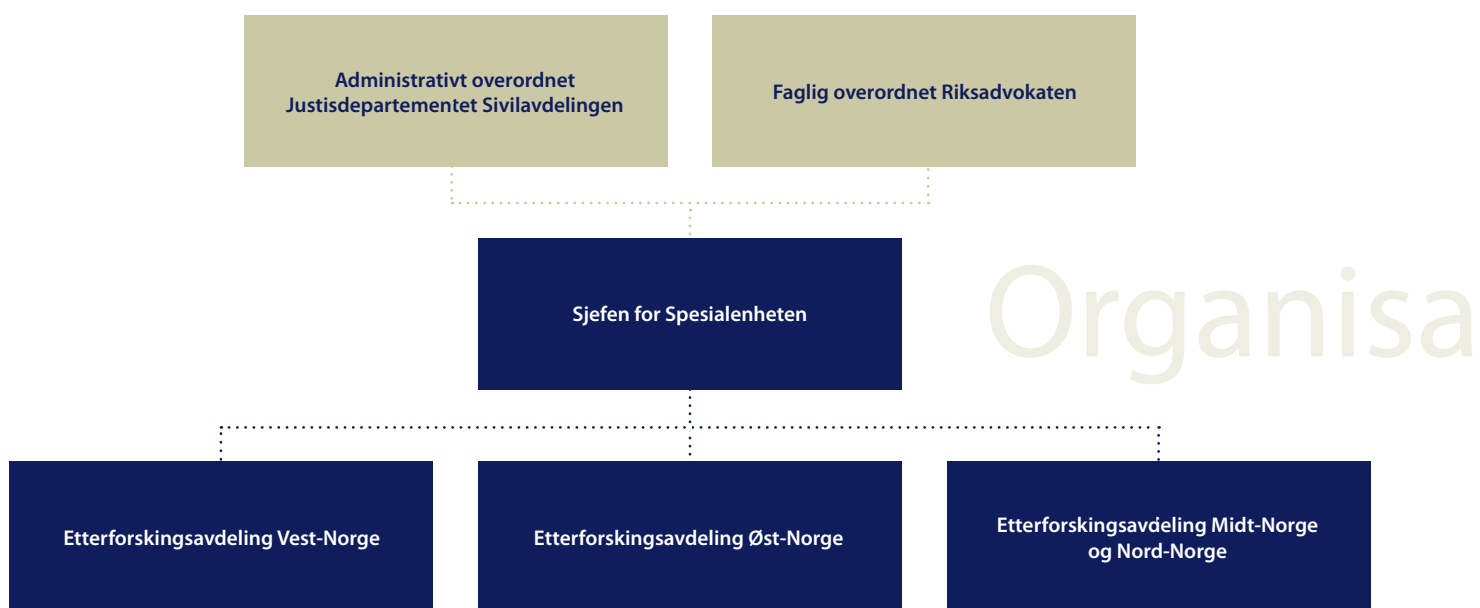 Administrativt overordnet
Justisdepartementet Sivilavdelingen
Faglig overordnet Riksadvokaten
Sjefen for Spesialenheten
Organisa
Etterforskingsavdeling Vest-Norge
Etterforskingsavdeling Øst-Norge
Etterforskingsavdeling Midt-Norge
og Nord-Norge